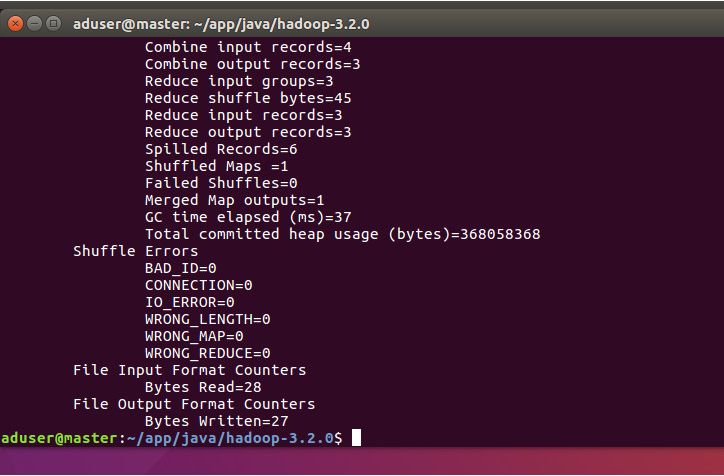 aduser@master: ~/app/java/hadoop-3.2.0
Combine input records=4
Combine output records=3
Reduce input groups=3
Reduce shuffle bytes=45
Reduce input records=3
Reduce output records=3
Spilled Records=6
Shuffled Maps =1
Failed Shuffles=0
Merged Map outputs=1
GC time elapsed (ms)=37
Total committed heap usage (bytes)=368058368
Shuffle Errors
BAD_ID=0
CONNECTION=0
IO_ERROR=0
WRONG_LENGTH=0
WRONG_MAP=0
WRONG_REDUCE=0
File Input Format Counters
Bytes Read=28
File Output Format Counters
Bytes Written=27
aduser@master:~/app/java/hadoop-3.2.0$